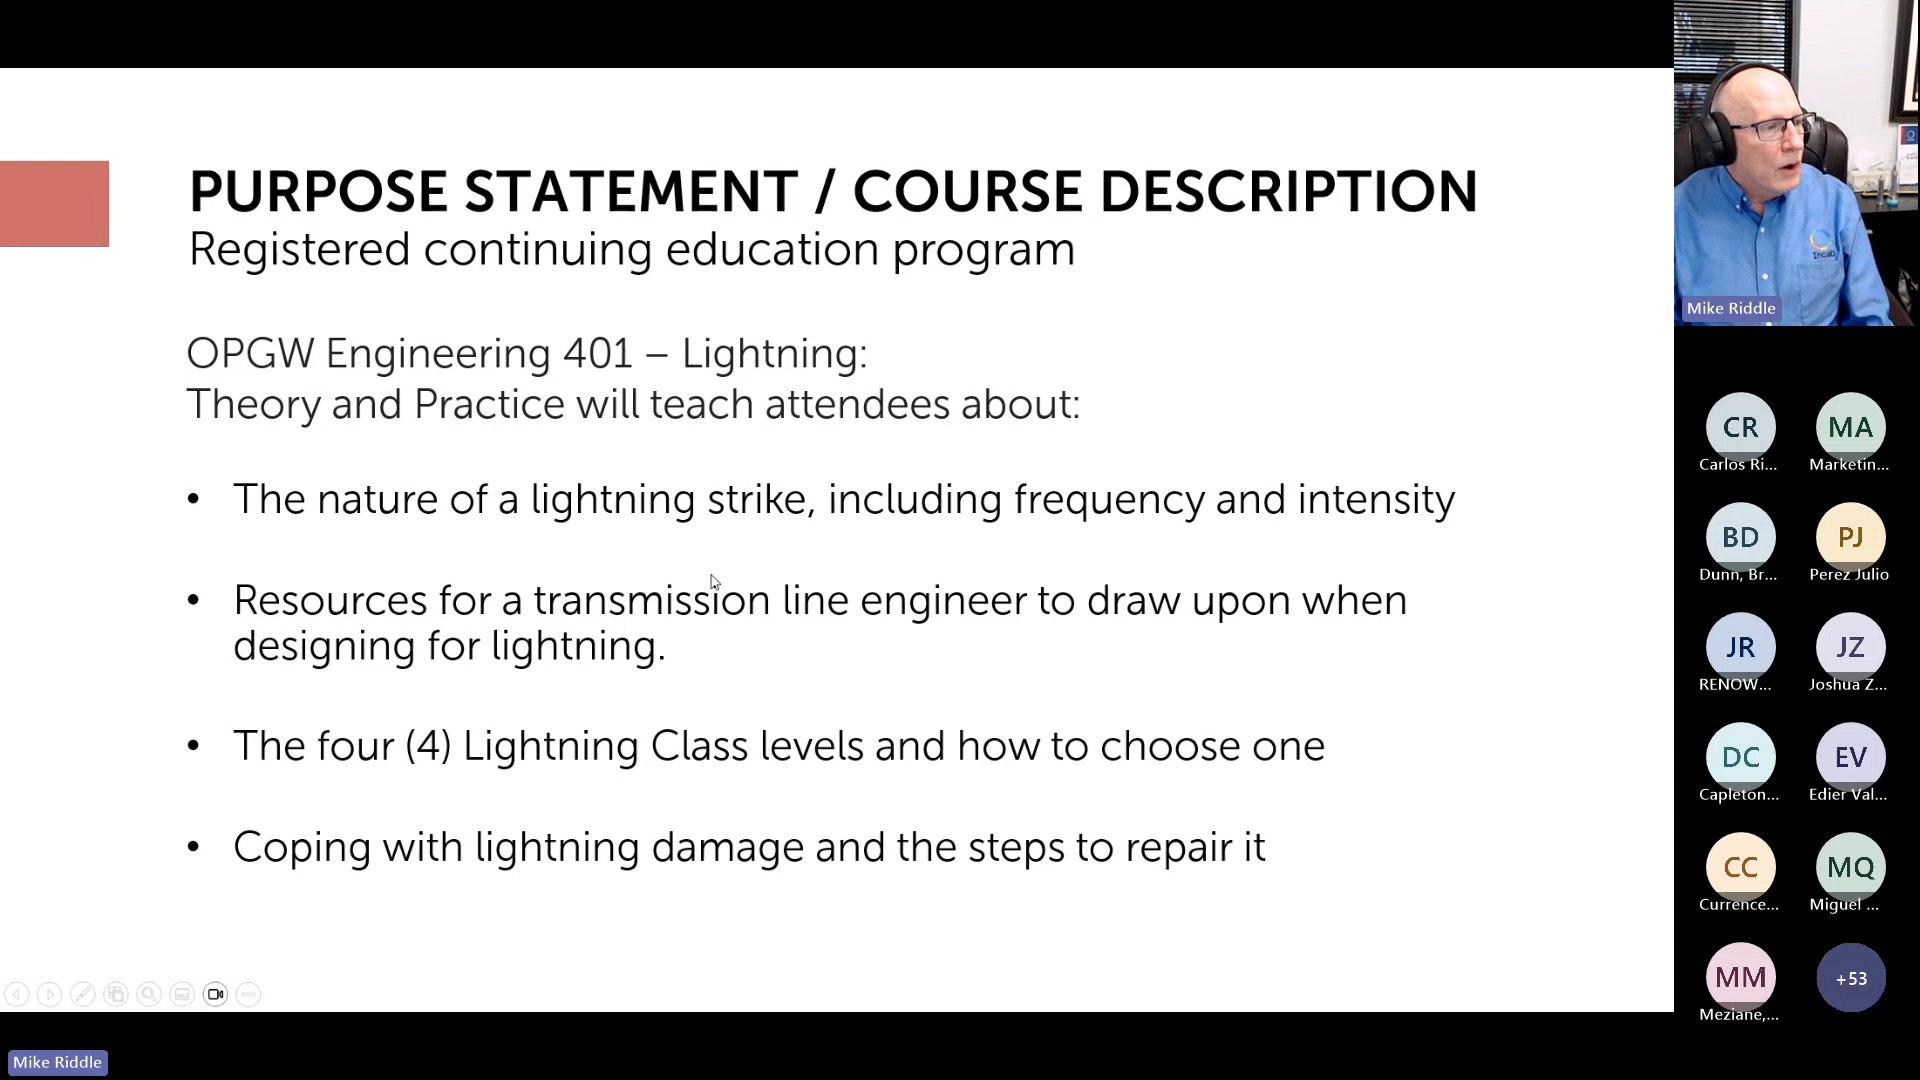 PURPOSE STATEMENT / COURSE DESCRIPTION
Registered continuing education program
OPGW Engineering 401 – Lightning:
Theory and Practice will teach attendees about:
• The nature of a lightning strike, including frequency and intensity
• Resources for a transmission line engineer to draw upon when
designing for lightning.
• The four (4) Lightning Class levels and how to choose one
• Coping with lightning damage and the steps to repair it
Mike Riddle
Incab
Mike Riddle
CR
Carlos Ri...
MA
Marketin...
BD
Dunn, Br...
PJ
Perez Julio
JR
RENOW...
JZ
Joshua Z...
DC
Capleton...
EV
Edier Val...
CC
Currence...
MQ
Miguel ...
MM
Meziane,...
+53